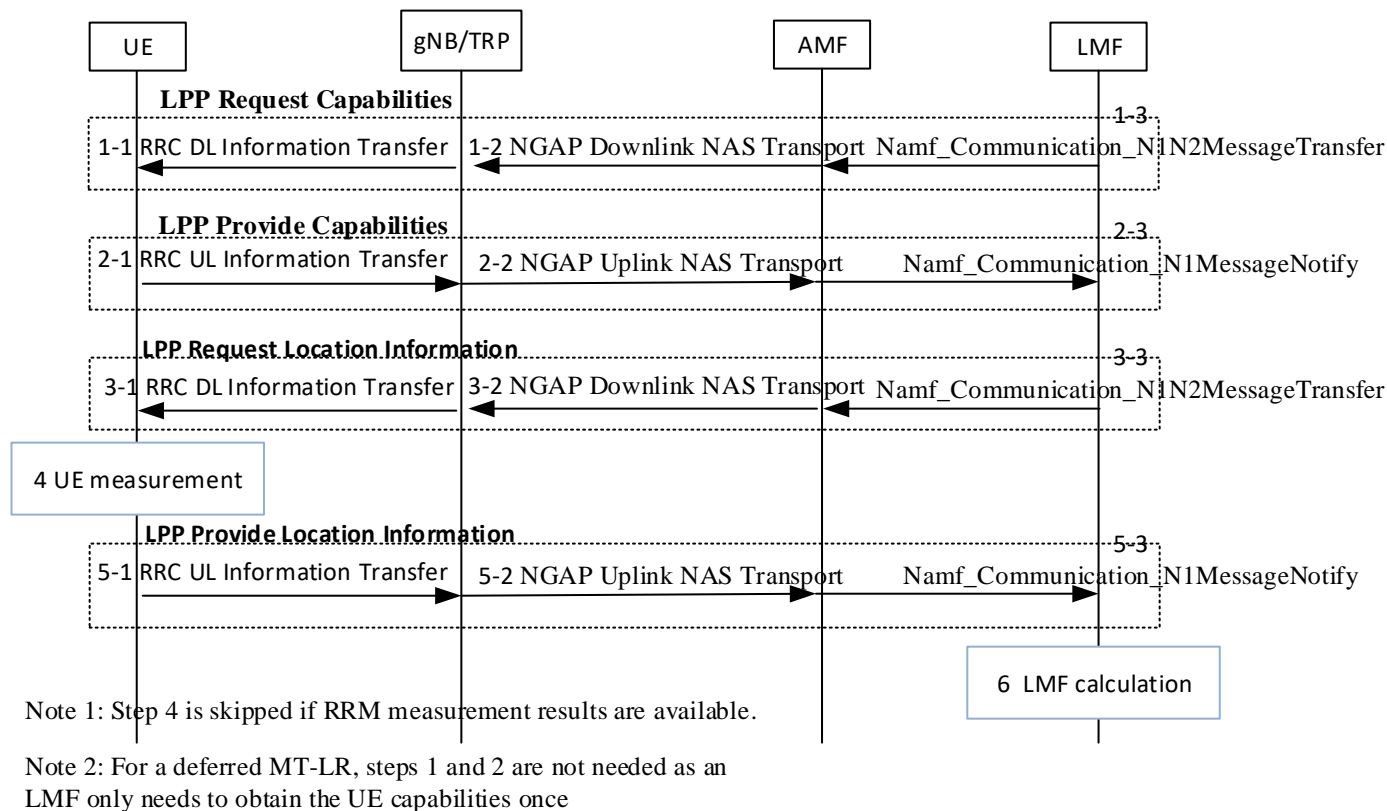 UE
gNB/TRP
AMF
LMF
LPP Request Capabilities
1-3
1-1 RRC DL Information Transfer
1-2 NGAP Downlink NAS Transport
Namf_Communication_N1N2MessageTransfer
LPP Provide Capabilities
2-3
2-1 RRC UL Information Transfer
2-2 NGAP Uplink NAS Transport
Namf_Communication_N1MessageNotify
LPP Request Location Information
3-3
3-1 RRC DL Information Transfer
3-2 NGAP Downlink NAS Transport
Namf_Communication_N1N2MessageTransfer
4 UE measurement
LPP Provide Location Information
5-3
5-1 RRC UL Information Transfer
5-2 NGAP Uplink NAS Transport
Namf_Communication_N1MessageNotify
6 LMF calculation
Note 1: Step 4 is skipped if RRM measurement results are available.
Note 2: For a deferred MT-LR, steps 1 and 2 are not needed as an
LMF only needs to obtain the UE capabilities once